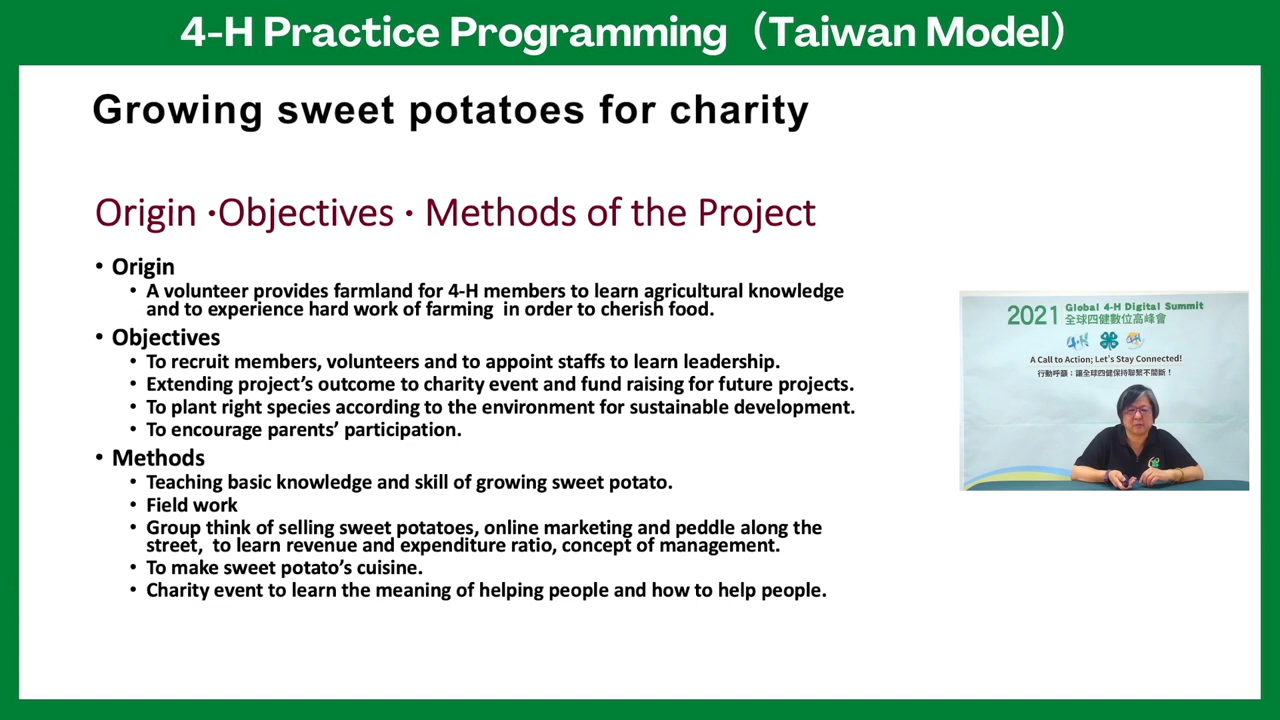 4-H Practice Programming（Taiwan Model）
Growing sweet potatoes for charity
Origin ·Objectives · Methods of the Project
• Origin
• A volunteer provides farmland for 4-H members to learn agricultural knowledge
and to experience hard work of farming in order to cherish food.
• Objectives
• To recruit members, volunteers and to appoint staffs to learn leadership.
• Extending project's outcome to charity event and fund raising for future projects.
• To plant right species according to the environment for sustainable development.
• To encourage parents' participation.
• Methods
• Teaching basic knowledge and skill of growing sweet potato.
• Field work
• Group think of selling sweet potatoes, online marketing and peddle along the
street, to learn revenue and expenditure ratio, concept of management.
• To make sweet potato's cuisine.
• Charity event to learn the meaning of helping people and how to help people.
2021 Global 4-H Digital Summit
全球四健數位高峰會
4-H
A Call to Action; Let's Stay Connected!
行動呼籲；讓全球四健保持聯繫不間斷！